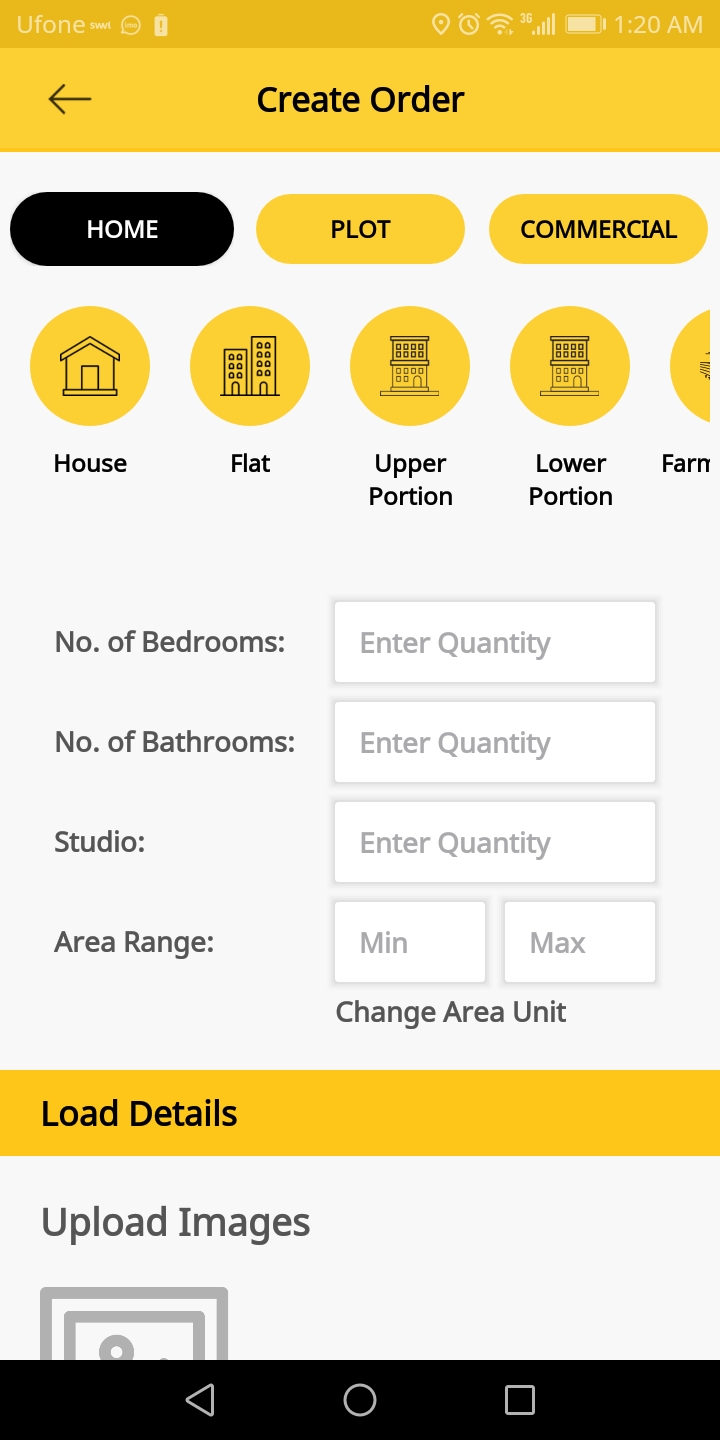 Ufone 3G 1:20 AM
Create Order
HOME PLOT COMMERCIAL
House Flat Upper Portion Lower Portion Farm
No. of Bedrooms: Enter Quantity
No. of Bathrooms: Enter Quantity
Studio: Enter Quantity
Area Range: Min Max
Change Area Unit
Load Details
Upload Images